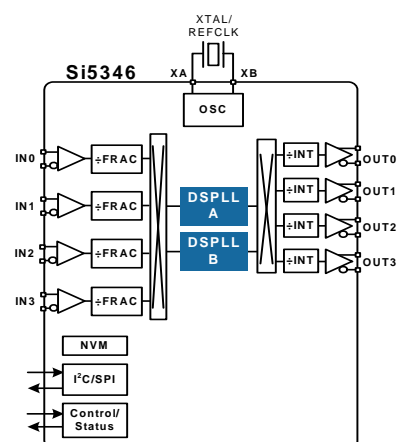 XTAL/
REFCLK
Si5346
XA
XB
OSC
IN0
÷FRAC
IN1
÷FRAC
IN2
÷FRAC
IN3
÷FRAC
DSPLL
A
DSPLL
B
÷INT
OUT0
÷INT
OUT1
÷INT
OUT2
÷INT
OUT3
NVM
I²C/SPI
Control/
Status